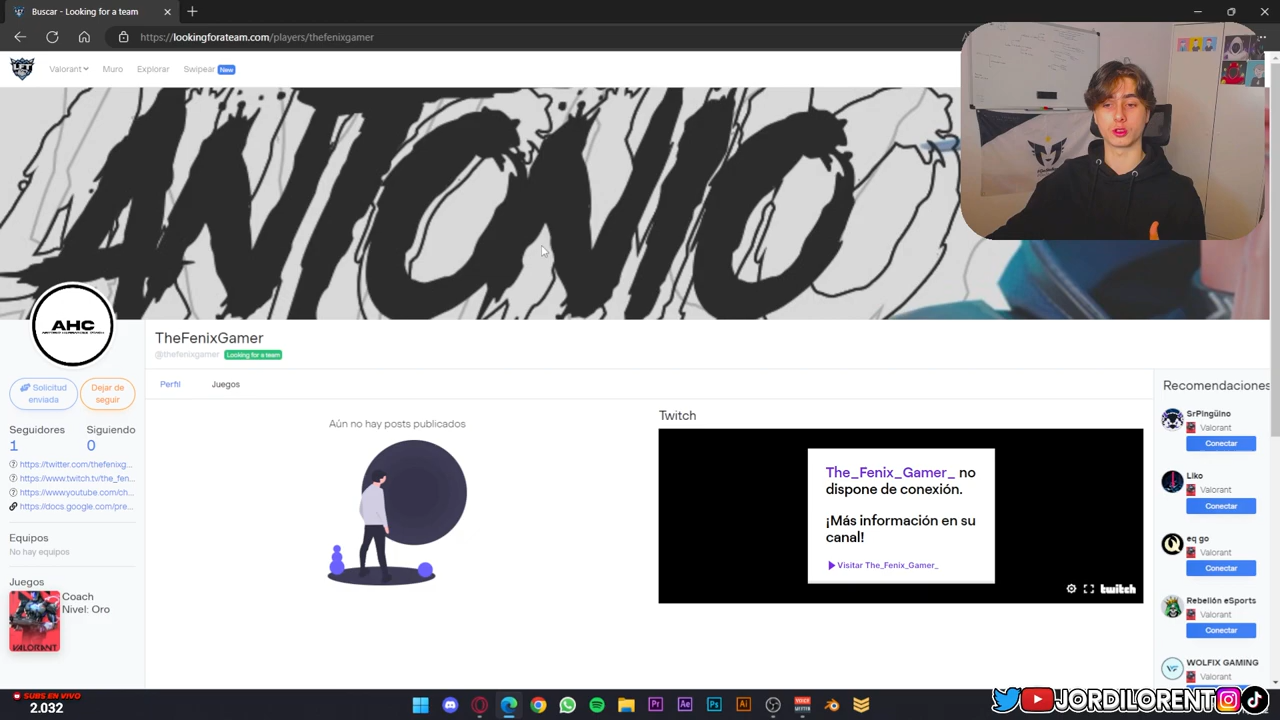 Buscar - Looking for a team
https://lookingforateam.com/players/thefenixgamer
Valorant
Muro
Explorar
Swipear New
ANTONIO
AHC
TheFenixGamer
@thefenixgamer Looking for a team
Solicitud
enviada
Dejar de
seguir
Perfil
Juegos
Seguidores
1
Siguiendo
0
https://twitter.com/thefenixg...
https://www.twitch.tv/the_fen...
https://www.youtube.com/ch...
https://docs.google.com/pre...
Equipos
No hay equipos
Juegos
VALORANT
Coach
Nivel: Oro
Aún no hay posts publicados
Twitch
The_Fenix_Gamer_ no
dispone de conexión.
¡Más información en su
canal!
Visitar The_Fenix_Gamer_
twitch
Recomendaciones
SrPingüino
Valorant
Conectar
Liko
Valorant
Conectar
eq go
Valorant
Conectar
Rebelión eSports
Valorant
Conectar
WOLFIX GAMING
Valorant
SUBS EN VIVO
2.032
JORDILORENT